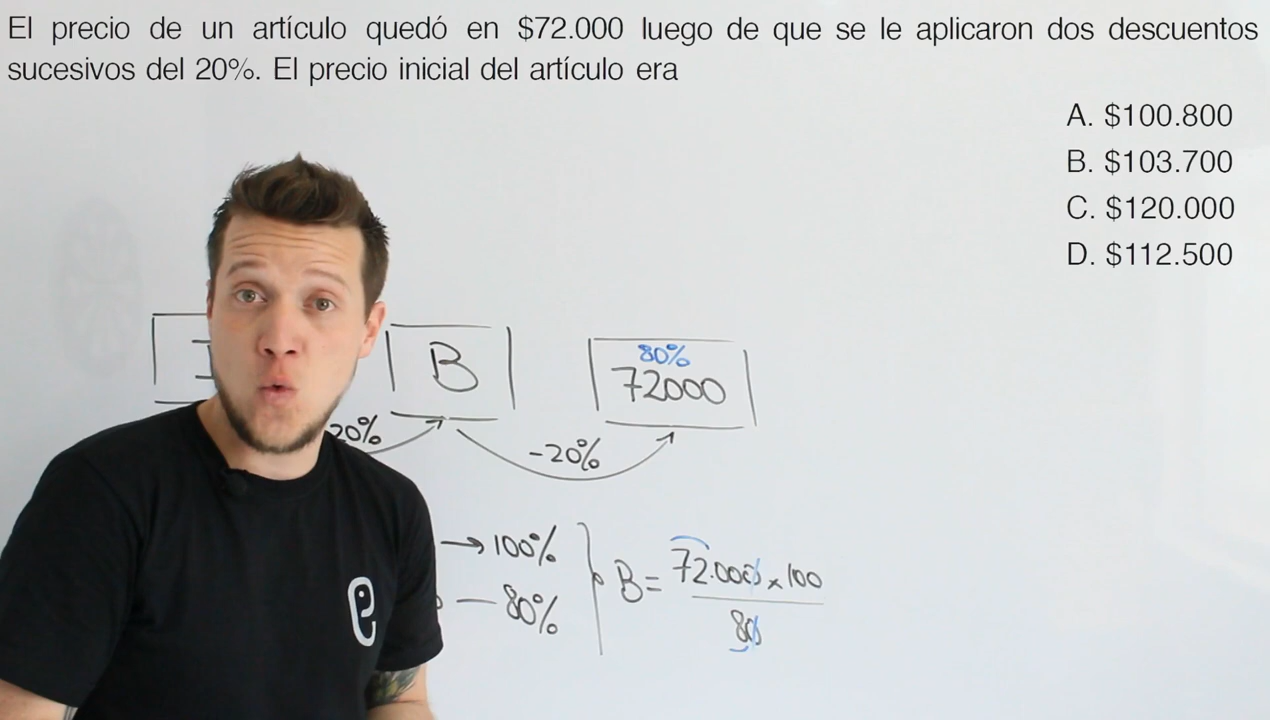 El precio de un artículo quedó en $72.000 luego de que se le aplicaron dos descuentos
sucesivos del 20%. El precio inicial del artículo era
A. $100.800
B. $103.700
C. $120.000
D. $112.500
B
80%
72000
20%
-20%
→100%
B= 72.000 x 100
80
— 80%
e